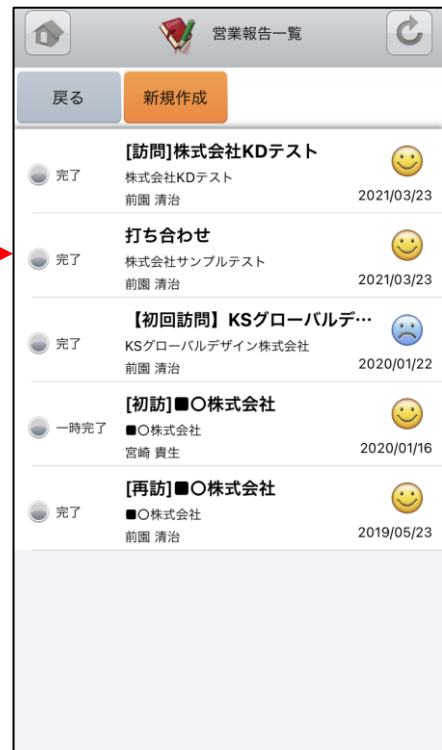 営業報告一覧
戻る
新規作成
[訪問]株式会社KDテスト
完了
株式会社KDテスト
前園 清治
2021/03/23
打ち合わせ
完了
株式会社サンプルテスト
前園 清治
2021/03/23
【初回訪問】KSグローバルデ…
完了
KSグローバルデザイン株式会社
前園 清治
2020/01/22
[初訪]■〇株式会社
一時完了
■〇株式会社
宮崎 貴生
2020/01/16
[再訪]■〇株式会社
完了
■〇株式会社
前園 清治
2019/05/23